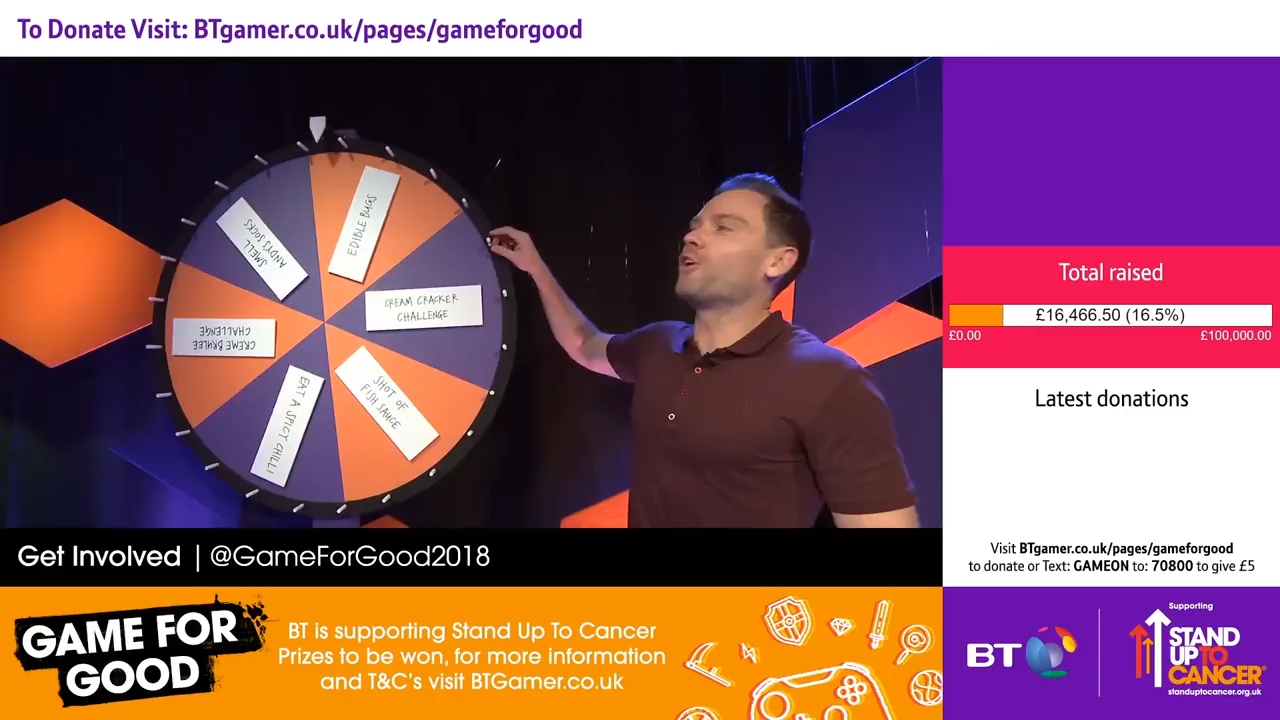 To Donate Visit: BTgamer.co.uk/pages/gameforgood
EDIBLE BUGS
SMELL
ANDYS SOCKS
CREAM CRACKER
CHALLENGE
CREME BRULEE
CHALLENGE
SHOT OF
FISH SAUCE
EAT A SPICY CHILLI
Total raised
£16,466.50 (16.5%)
£0.00
£100,000.00
Latest donations
Visit BTgamer.co.uk/pages/gameforgood
to donate or Text: GAMEON to: 70800 to give £5
Get Involved | @GameForGood2018
GAME FOR
GOOD
BT is supporting Stand Up To Cancer
Prizes to be won, for more information
and T&C's visit BTGamer.co.uk
BT
Supporting
STAND
UP TO
CANCER
standuptocancer.org.uk